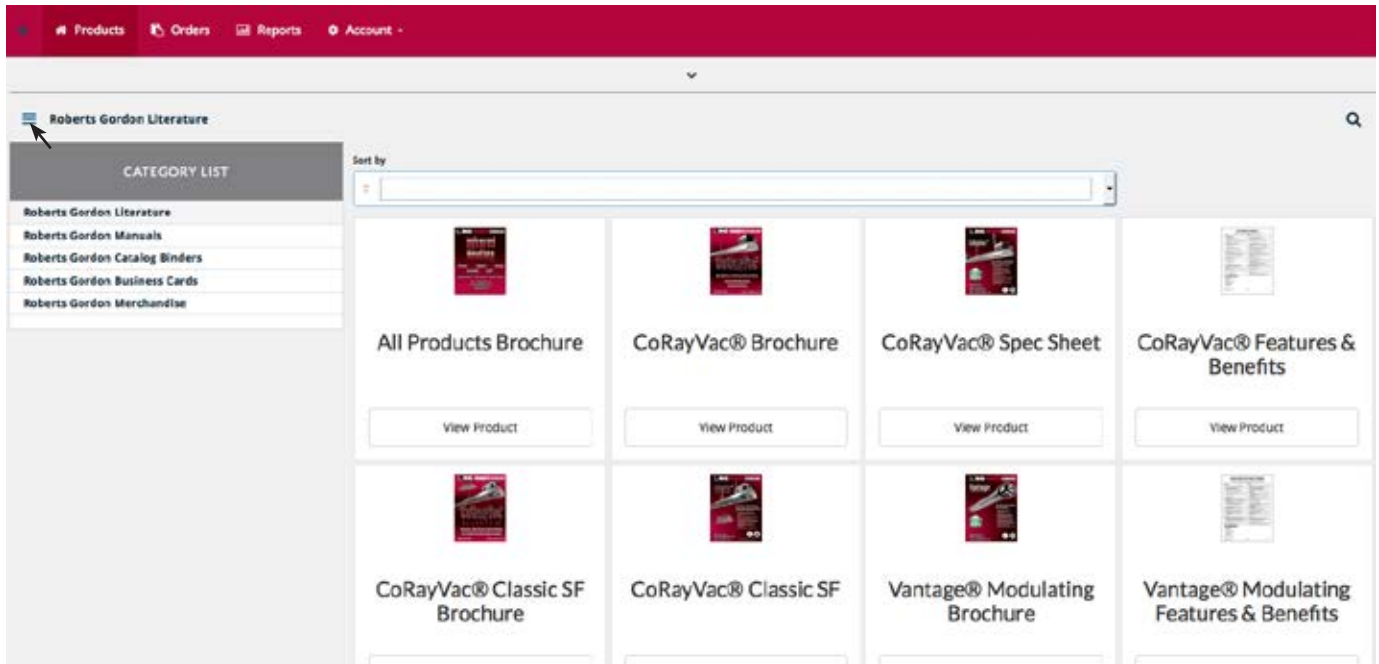 Products Orders Reports Account
Roberts Gordon Literature
CATEGORY LIST
Roberts Gordon Literature
Roberts Gordon Manuals
Roberts Gordon Catalog Binders
Roberts Gordon Business Cards
Roberts Gordon Merchandise
Sort by
All Products Brochure
CoRayVac® Brochure
CoRayVac® Spec Sheet
CoRayVac® Features &
Benefits
View Product
View Product
View Product
View Product
CoRayVac® Classic SF
Brochure
CoRayVac® Classic SF
Vantage® Modulating
Brochure
Vantage® Modulating
Features & Benefits